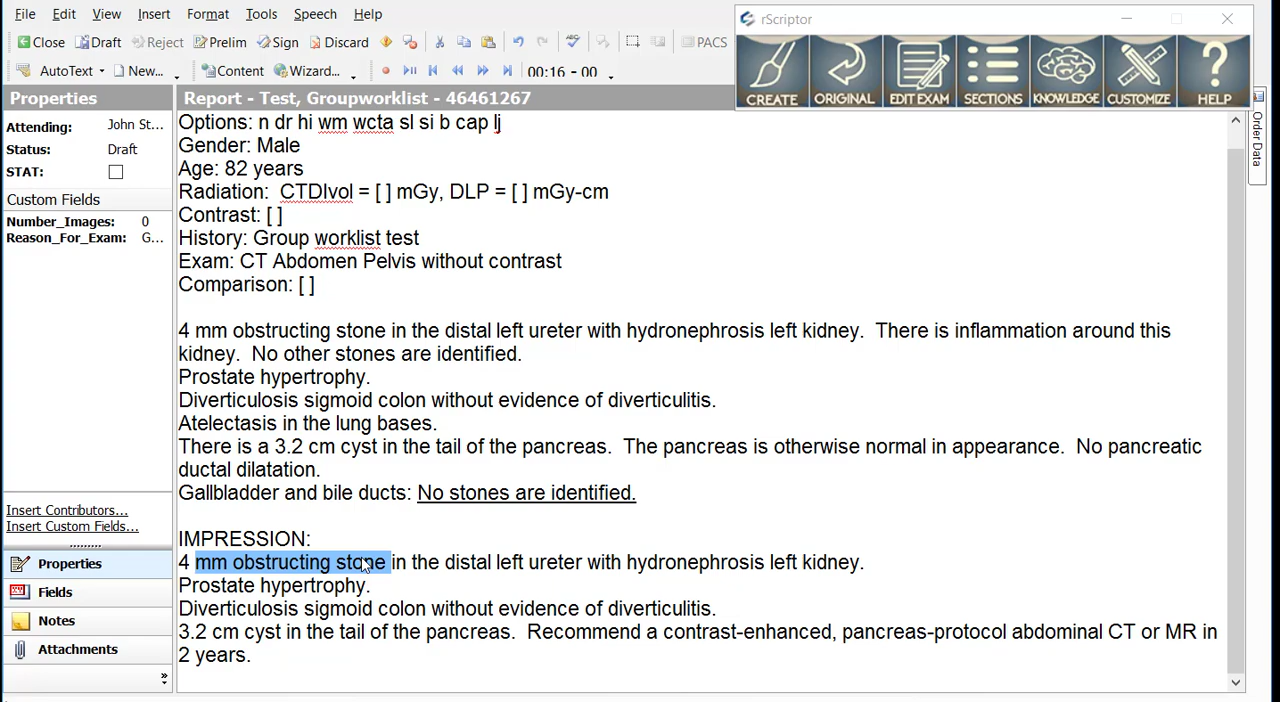 File Edit View Insert Format Tools Speech Help
rScriptor
Close Draft Reject Prelim Sign Discard ABC PACS
CREATE ORIGINAL EDIT EXAM SECTIONS KNOWLEDGE CUSTOMIZE HELP
AutoText New... Content Wizard... 00:16 - 00
Properties
Report - Test, Groupworklist - 46461267
Attending: John St...
Status: Draft
STAT:
Custom Fields
Number_Images: 0
Reason_For_Exam: G...
Insert Contributors...
Insert Custom Fields...
Properties
Fields
Notes
Attachments
Options: n dr hi wm wcta sl si b cap lj
Gender: Male
Age: 82 years
Radiation:  CTDIvol = [ ] mGy, DLP = [ ] mGy-cm
Contrast: [ ]
History: Group worklist test
Exam: CT Abdomen Pelvis without contrast
Comparison: [ ]
4 mm obstructing stone in the distal left ureter with hydronephrosis left kidney.  There is inflammation around this
kidney.  No other stones are identified.
Prostate hypertrophy.
Diverticulosis sigmoid colon without evidence of diverticulitis.
Atelectasis in the lung bases.
There is a 3.2 cm cyst in the tail of the pancreas.  The pancreas is otherwise normal in appearance.  No pancreatic
ductal dilatation.
Gallbladder and bile ducts: No stones are identified.
IMPRESSION:
4 mm obstructing stone in the distal left ureter with hydronephrosis left kidney.
Prostate hypertrophy.
Diverticulosis sigmoid colon without evidence of diverticulitis.
3.2 cm cyst in the tail of the pancreas.  Recommend a contrast-enhanced, pancreas-protocol abdominal CT or MR in
2 years.
Order Data